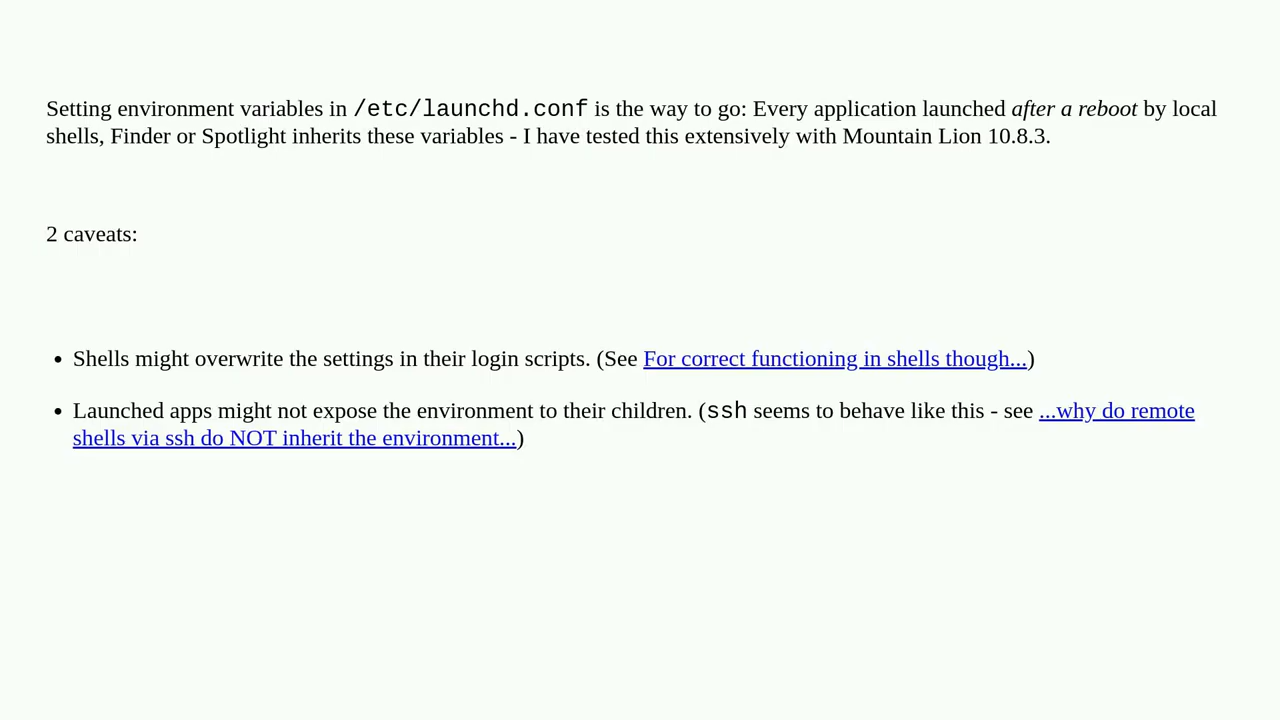 Setting environment variables in /etc/launchd.conf is the way to go: Every application launched after a reboot by local
shells, Finder or Spotlight inherits these variables - I have tested this extensively with Mountain Lion 10.8.3.
2 caveats:
• Shells might overwrite the settings in their login scripts. (See For correct functioning in shells though...)
• Launched apps might not expose the environment to their children. (ssh seems to behave like this - see ...why do remote
shells via ssh do NOT inherit the environment...)